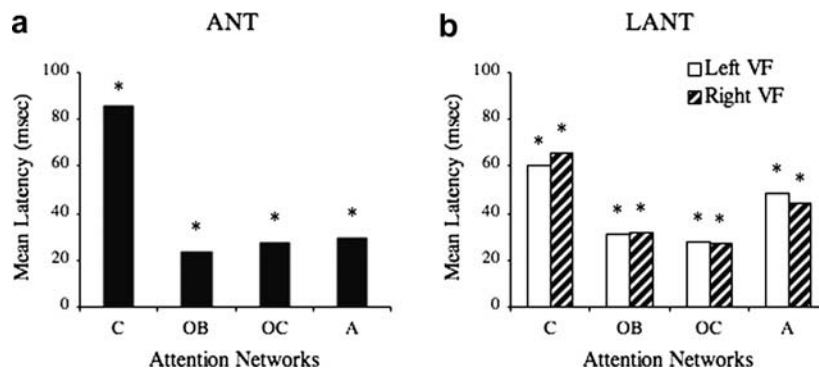 a
ANT
Mean Latency (msec)
100
80
60
40
20
0
*
*
*
*
C OB OC A
Attention Networks
b
LANT
Left VF
Right VF
Mean Latency (msec)
100
80
60
40
20
0
* *
* *
* *
* *
C OB OC A
Attention Networks